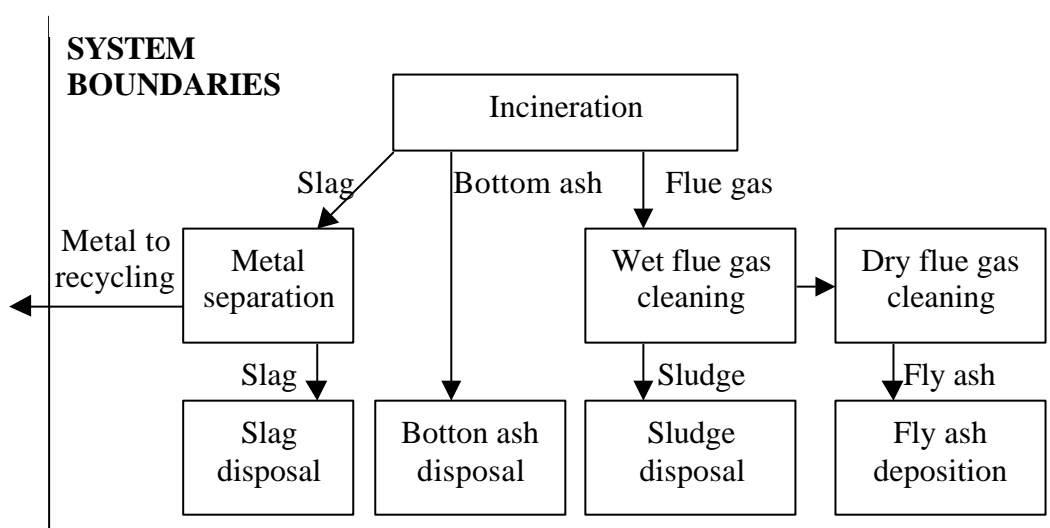 SYSTEM
BOUNDARIES
Incineration
Slag
Bottom ash
Flue gas
Metal to
recycling
Metal
separation
Wet flue gas
cleaning
Dry flue gas
cleaning
Slag
Sludge
Fly ash
Slag
disposal
Botton ash
disposal
Sludge
disposal
Fly ash
deposition